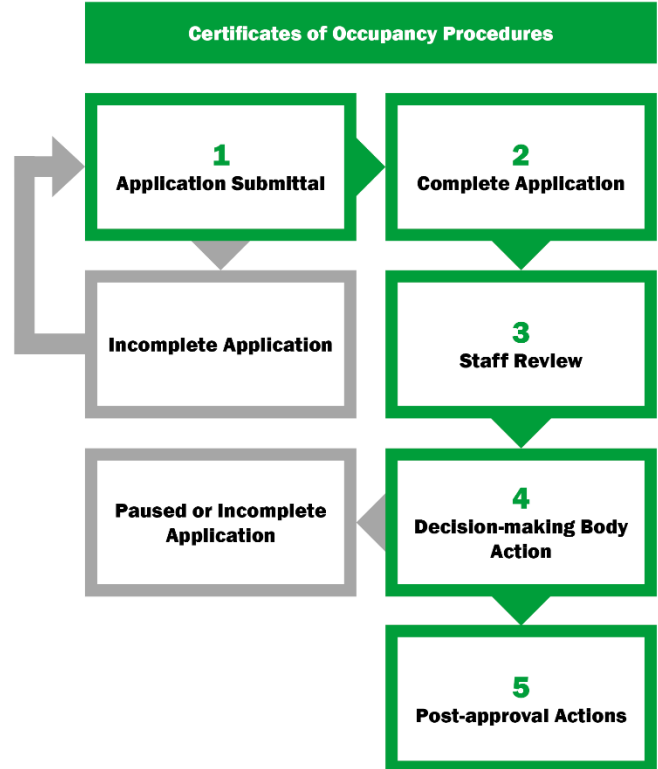 Certificates of Occupancy Procedures
1
Application Submittal
2
Complete Application
Incomplete Application
3
Staff Review
Paused or Incomplete
Application
4
Decision-making Body
Action
5
Post-approval Actions